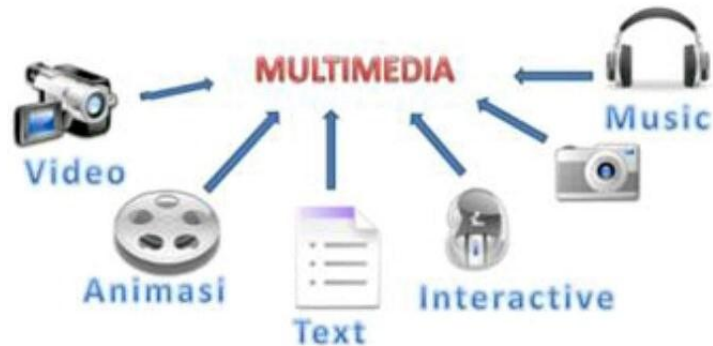 MULTIMEDIA
Music
Video
Animasi
Interactive
Text